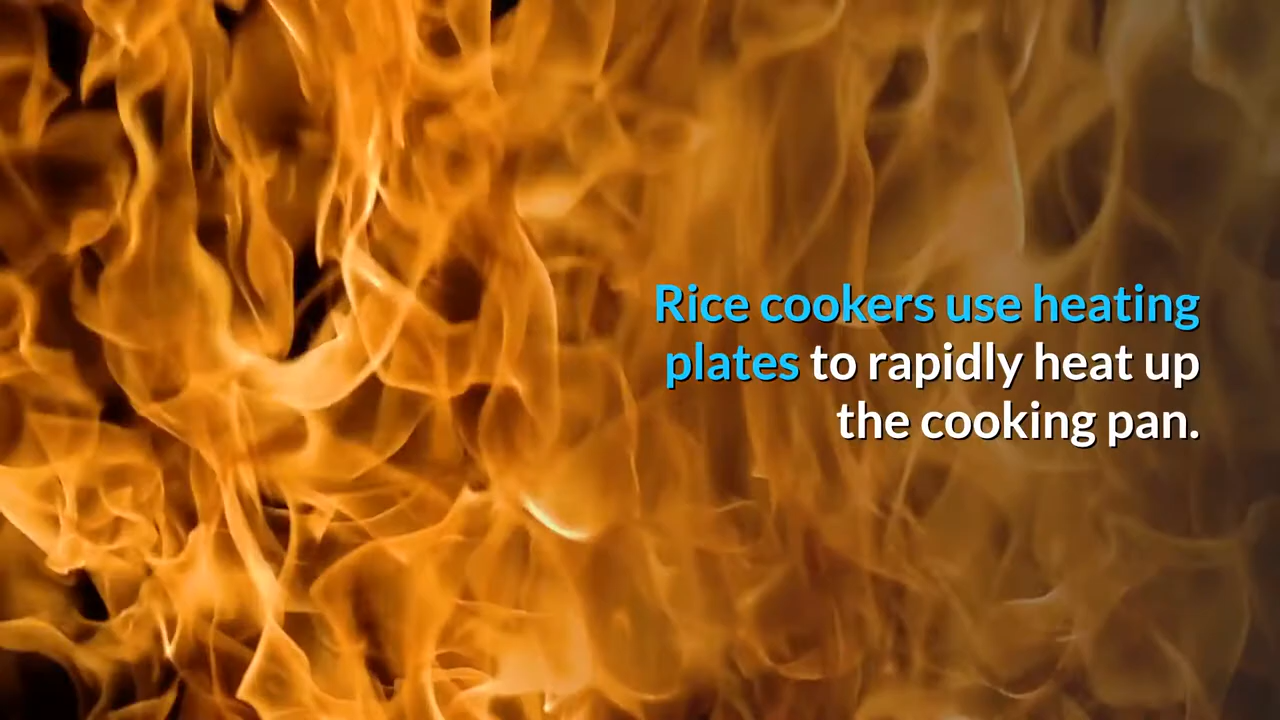 Rice cookers use heating
plates to rapidly heat up
the cooking pan.